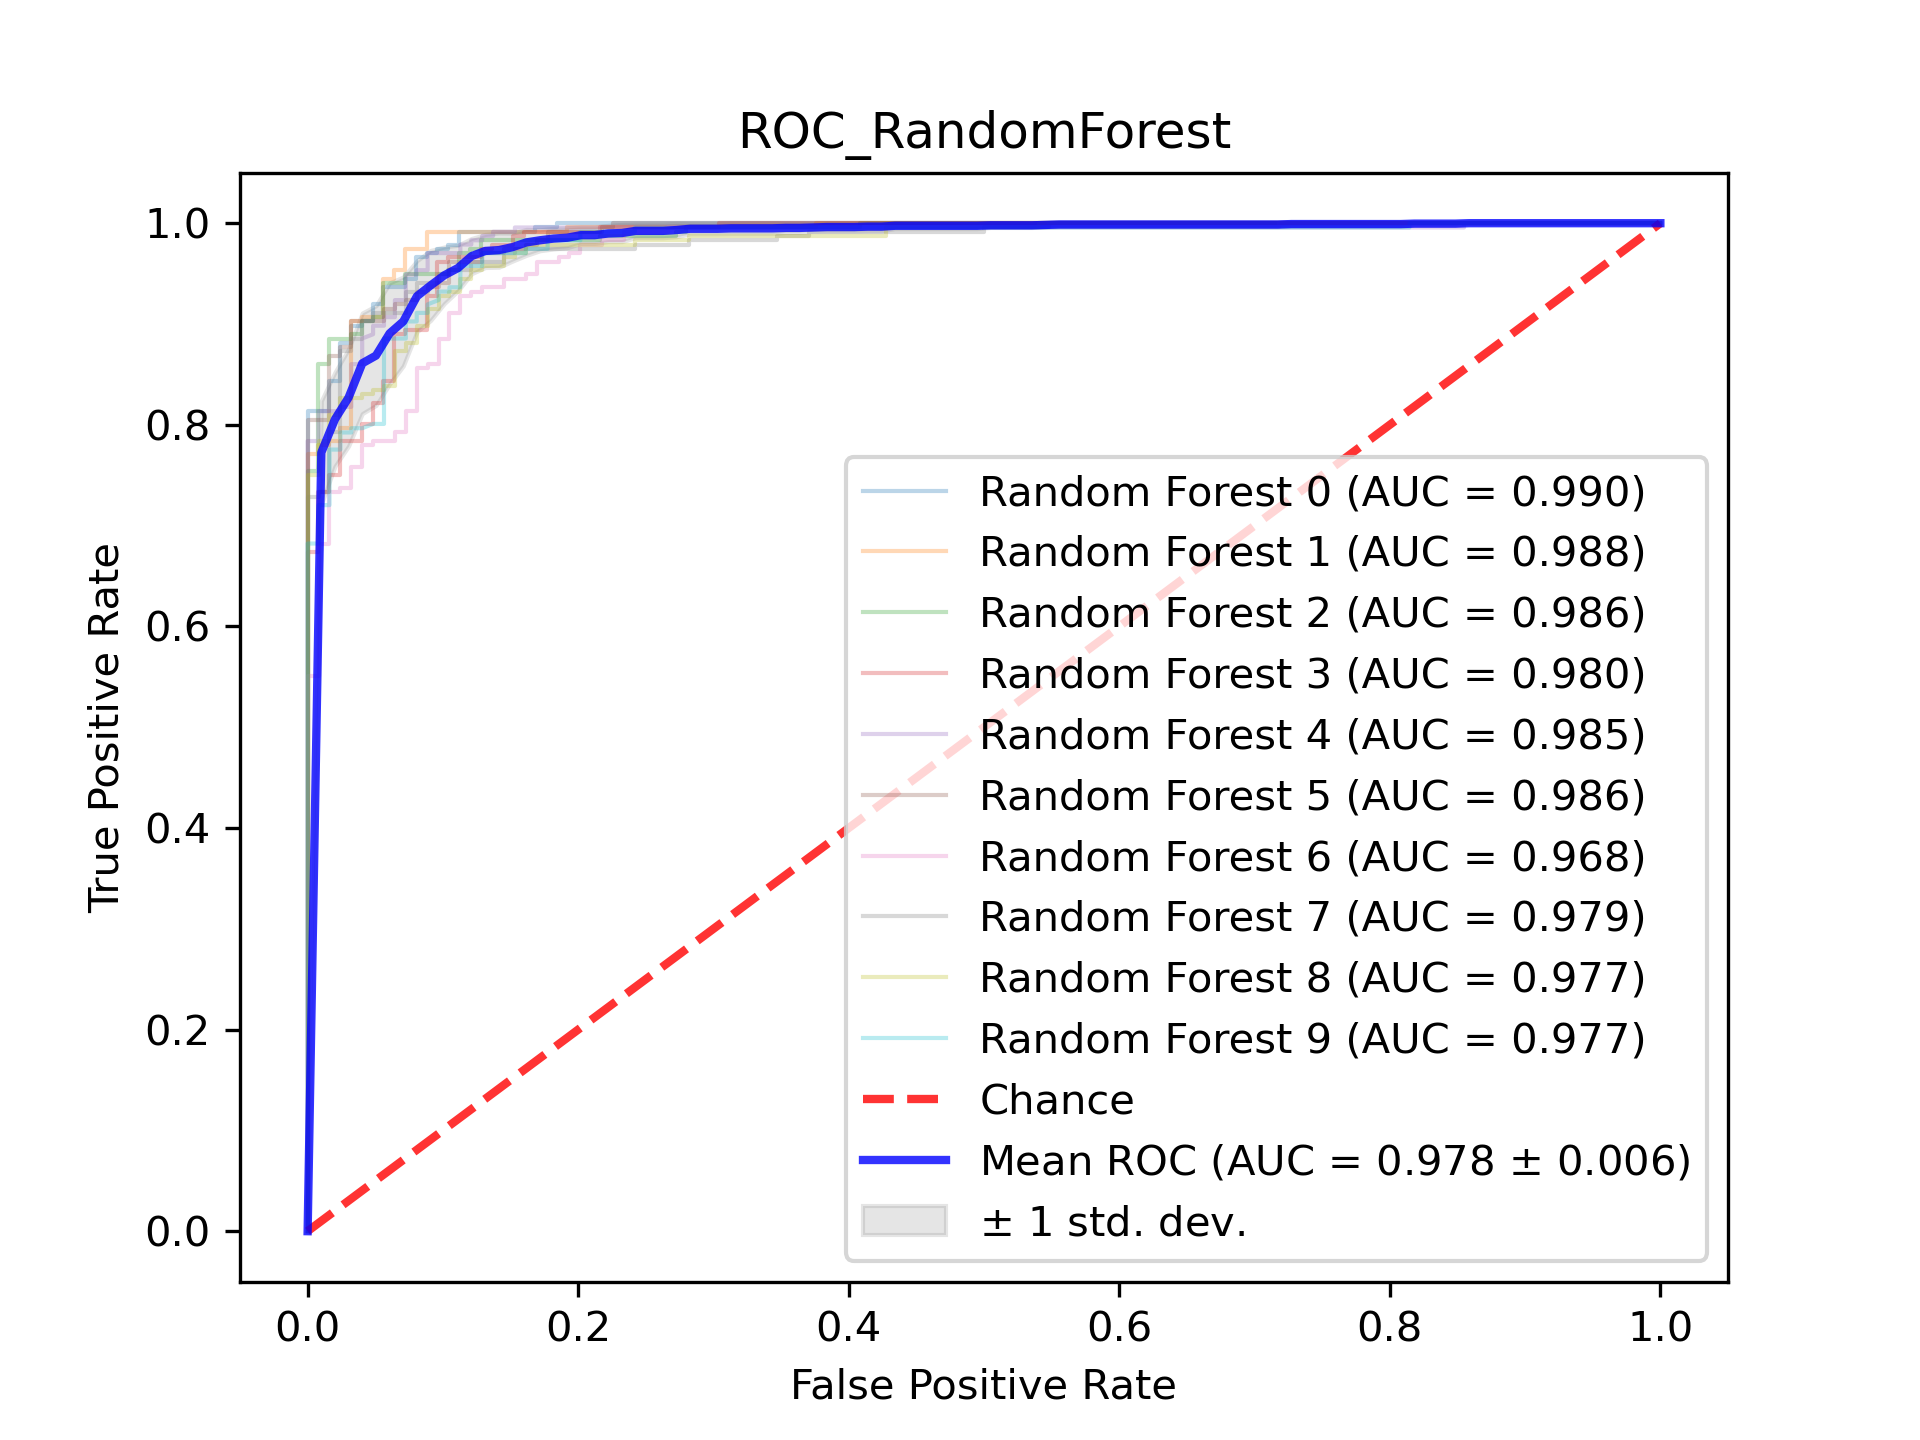 ROC_RandomForest
1.0
0.8
0.6
0.4
0.2
0.0
True Positive Rate
Random Forest 0 (AUC = 0.990)
Random Forest 1 (AUC = 0.988)
Random Forest 2 (AUC = 0.986)
Random Forest 3 (AUC = 0.980)
Random Forest 4 (AUC = 0.985)
Random Forest 5 (AUC = 0.986)
Random Forest 6 (AUC = 0.968)
Random Forest 7 (AUC = 0.979)
Random Forest 8 (AUC = 0.977)
Random Forest 9 (AUC = 0.977)
Chance
Mean ROC (AUC = 0.978 ± 0.006)
± 1 std. dev.
0.0 0.2 0.4 0.6 0.8 1.0
False Positive Rate